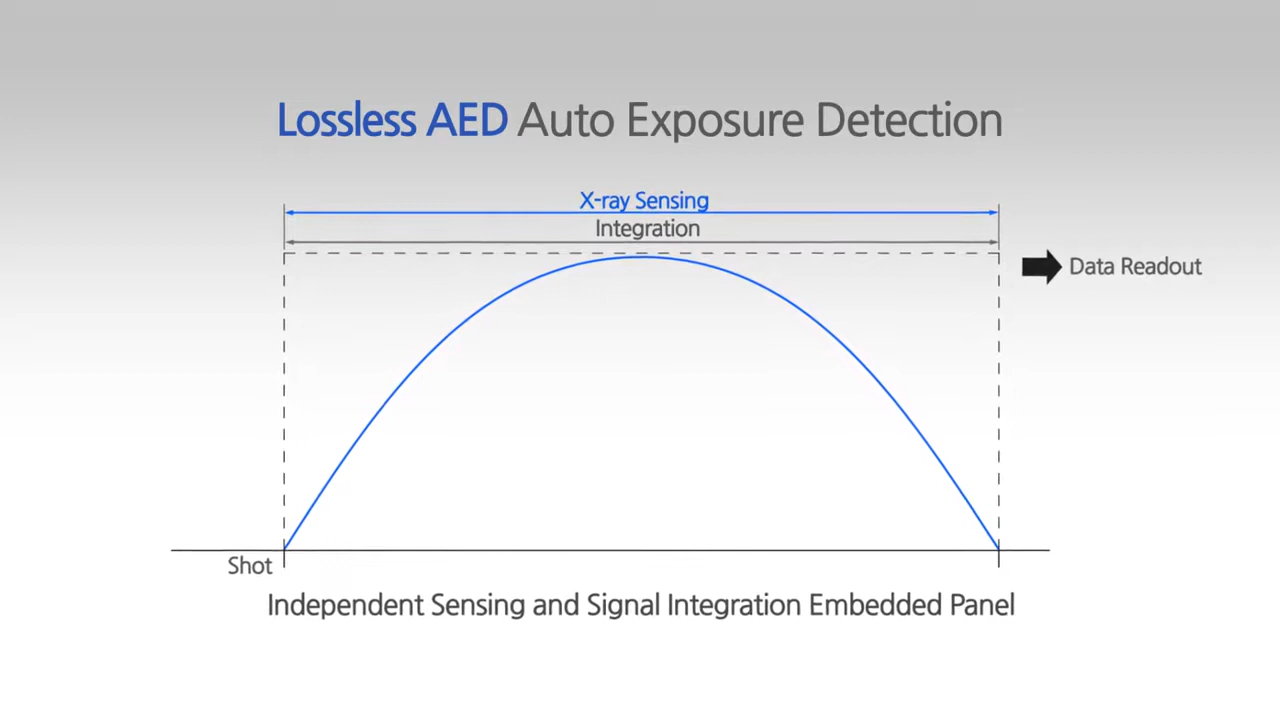 Lossless AED Auto Exposure Detection
X-ray Sensing
Integration
Data Readout
Shot
Independent Sensing and Signal Integration Embedded Panel